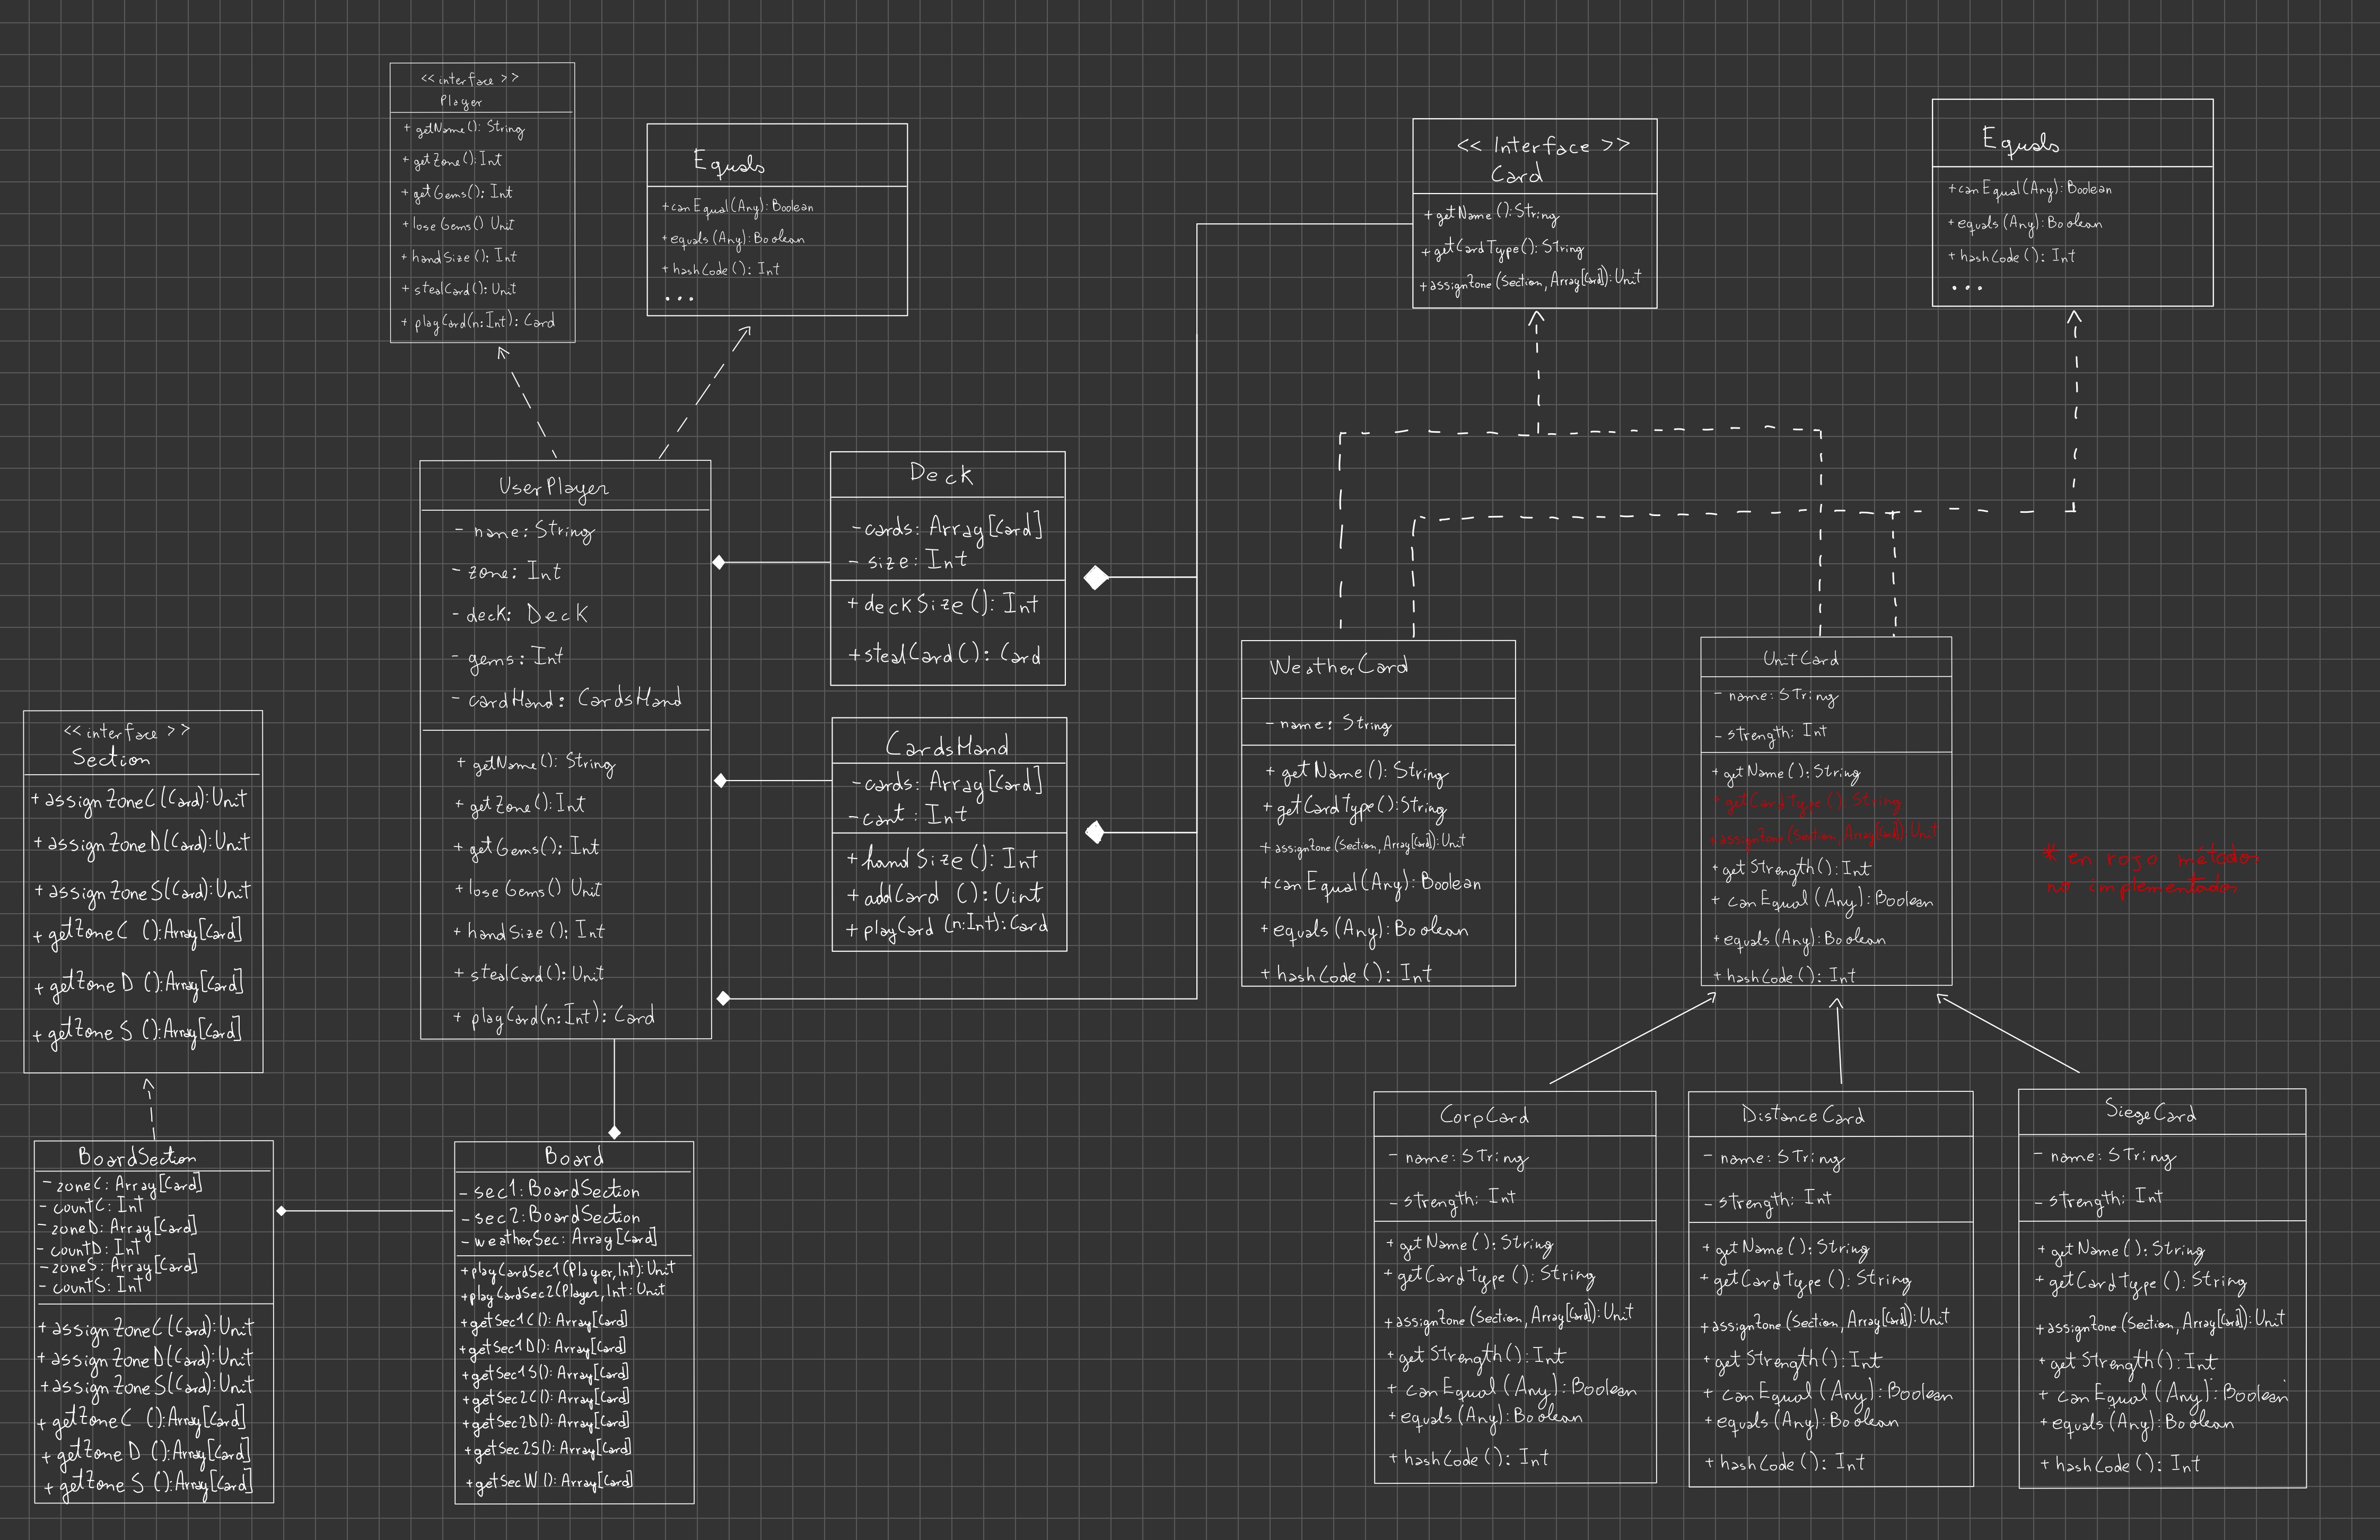 << interface >>
Player
+ getName(): String
+ getZone(): Int
+ getGems(): Int
+ loseGems() Unit
+ handSize(): Int
+ stealCard(): Unit
+ playCard(n: Int): Card
Equals
+ canEqual(Any): Boolean
+ equals(Any): Boolean
+ hashCode(): Int
...
<< Interface >>
Card
+ getName(): String
+ getCardType(): String
+ assignZone(Section, Array[Card]): Unit
Equals
+ canEqual(Any): Boolean
+ equals(Any): Boolean
+ hashCode(): Int
...
UserPlayer
- name: String
- zone: Int
- deck: Deck
- gems: Int
- cardHand: CardsHand
+ getName(): String
+ getZone(): Int
+ getGems(): Int
+ loseGems() Unit
+ handSize(): Int
+ stealCard(): Unit
+ playCard(n: Int): Card
Deck
- cards: Array[Card]
- size: Int
+ deckSize(): Int
+ stealCard(): Card
CardsHand
- cards: Array[Card]
- cant: Int
+ handSize(): Int
+ addCard (): Uint
+ playCard (n: Int): Card
WeatherCard
- name: String
+ getName(): String
+ getCardType(): String
+ assignZone(Section, Array[Card]): Unit
+ canEqual(Any): Boolean
+ equals(Any): Boolean
+ hashCode(): Int
UnitCard
- name: STring
- strength: Int
+ getName(): String
+ getCardType(): String
+ assignZone(Section, Array[Card]): Unit
+ getStrength(): Int
+ canEqual(Any): Boolean
+ equals(Any): Boolean
+ hashCode(): Int
* en rojo métodos
no implementados
<< interface >>
Section
+ assignZoneC(Card): Unit
+ assignZoneD(Card): Unit
+ assignZoneS(Card): Unit
+ getZoneC (): Array[Card]
+ getZoneD (): Array[Card]
+ getZoneS (): Array[Card]
BoardSection
- zoneC: Array[Card]
- countC: Int
- zoneD: Array[Card]
- countD: Int
- zoneS: Array[Card]
- countS: Int
+ assignZoneC(Card): Unit
+ assignZoneD(Card): Unit
+ assignZoneS(Card): Unit
+ getZoneC (): Array[Card]
+ getZoneD (): Array[Card]
+ getZoneS (): Array[Card]
Board
- sec1: BoardSection
- sec2: BoardSection
- weatherSec: Array[Card]
+ playCardSec1(Player, Int): Unit
+ playCardSec2(Player, Int: Unit
+ getSec1C(): Array[Card]
+ getSec1D(): Array[Card]
+ getSec1S(): Array[Card]
+ getSec2C(): Array[Card]
+ getSec2D(): Array[Card]
+ getSec2S(): Array[Card]
+ getSecW(): Array[Card]
CorpCard
- name: STring
- strength: Int
+ getName(): String
+ getCardType(): String
+ assignZone(Section, Array[Card]): Unit
+ getStrength(): Int
+ canEqual(Any): Boolean
+ equals(Any): Boolean
+ hashCode(): Int
DistanceCard
- name: STring
- strength: Int
+ getName(): String
+ getCardType(): String
+ assignZone(Section, Array[Card]): Unit
+ getStrength(): Int
+ canEqual(Any): Boolean
+ equals(Any): Boolean
+ hashCode(): Int
SiegeCard
- name: STring
- strength: Int
+ getName(): String
+ getCardType(): String
+ assignZone(Section, Array[Card]): Unit
+ getStrength(): Int
+ canEqual(Any): Boolean
+ equals(Any): Boolean
+ hashCode(): Int